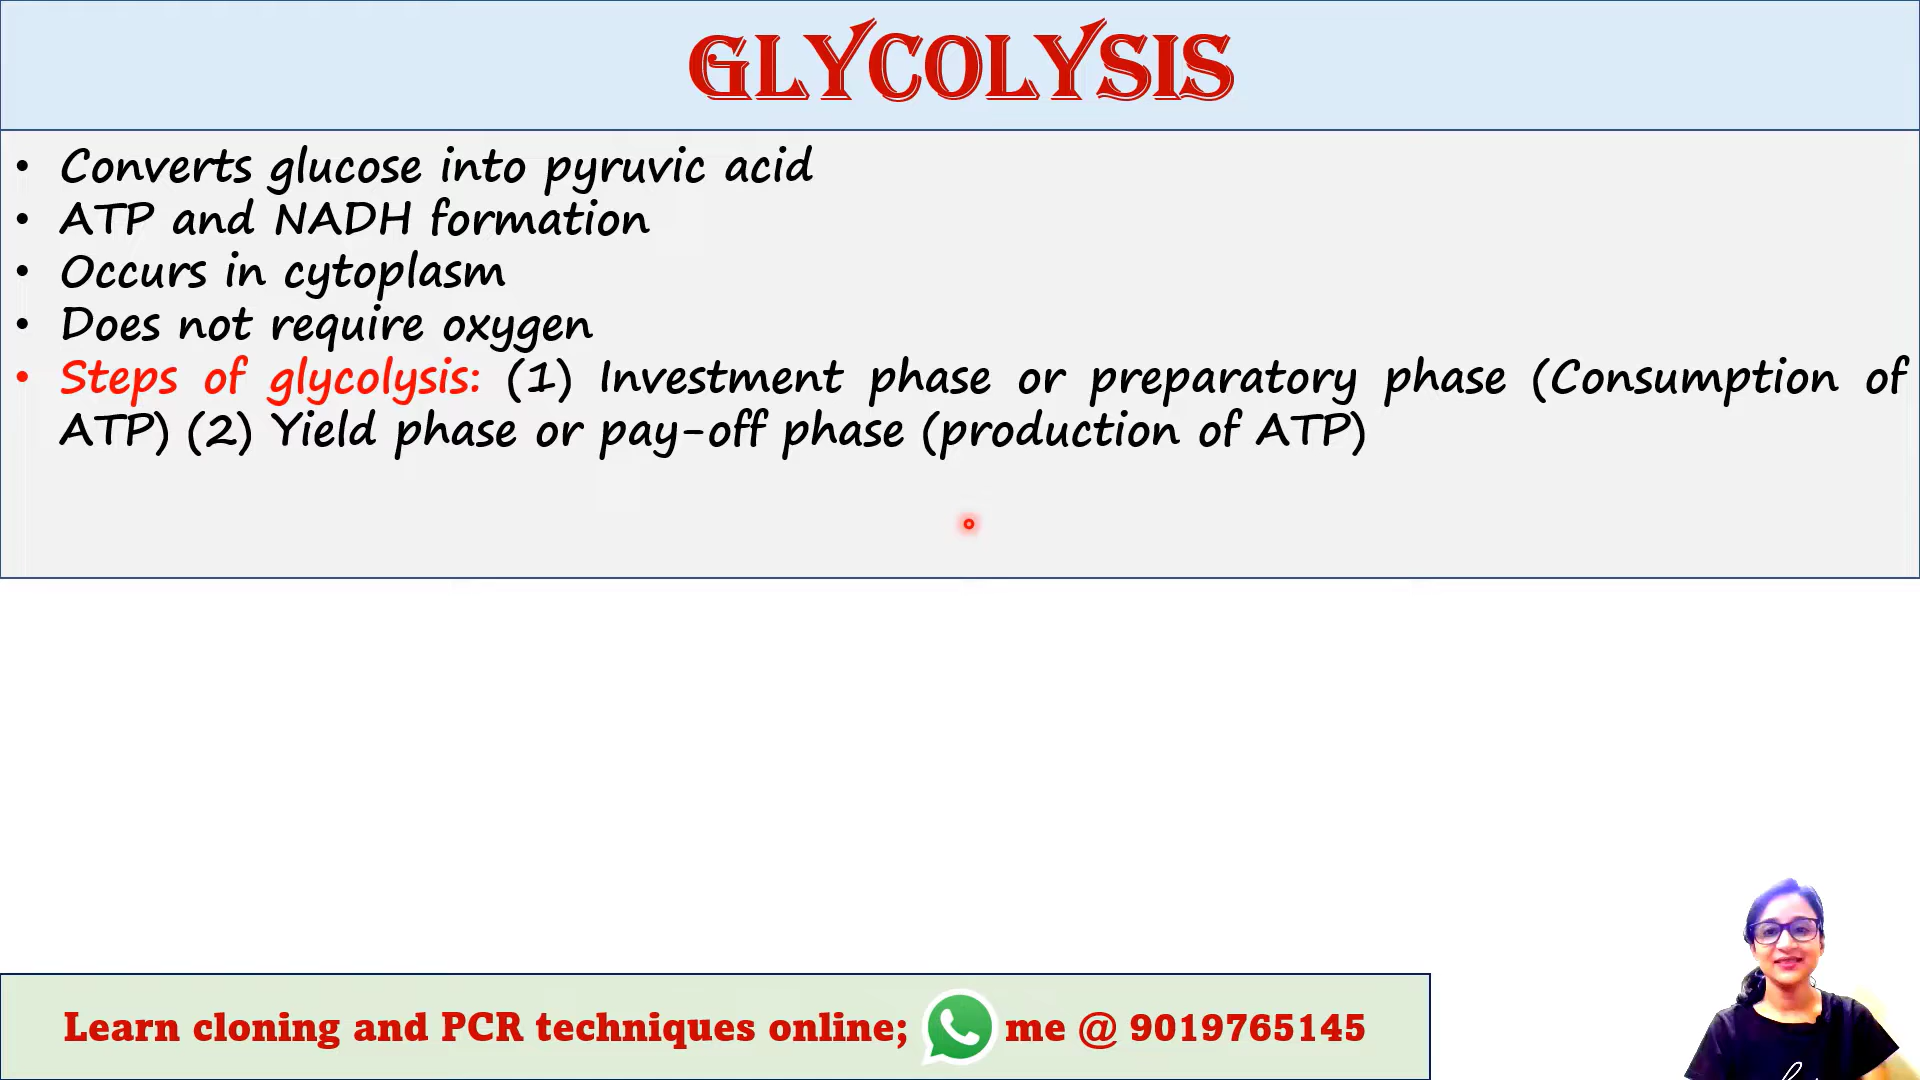 GLYCOLYSIS
• Converts glucose into pyruvic acid
• ATP and NADH formation
• Occurs in cytoplasm
• Does not require oxygen
• Steps of glycolysis: (1) Investment phase or preparatory phase (Consumption of
ATP) (2) Yield phase or pay-off phase (production of ATP)
Learn cloning and PCR techniques online; me @ 9019765145